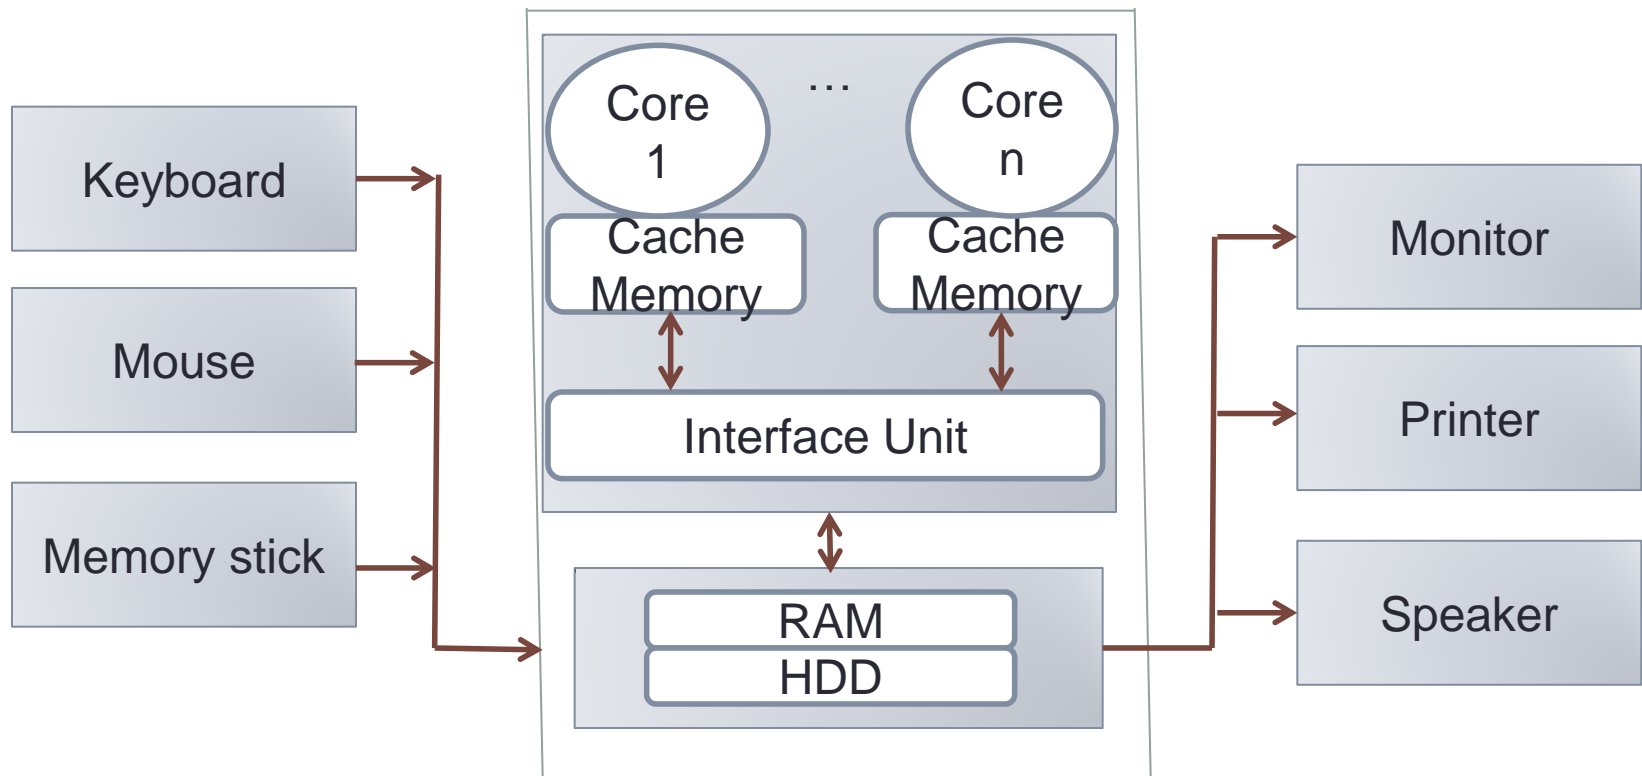 Keyboard
Mouse
Memory stick
Core
1
…
Core
n
Cache
Memory
Cache
Memory
Interface Unit
RAM
HDD
Monitor
Printer
Speaker